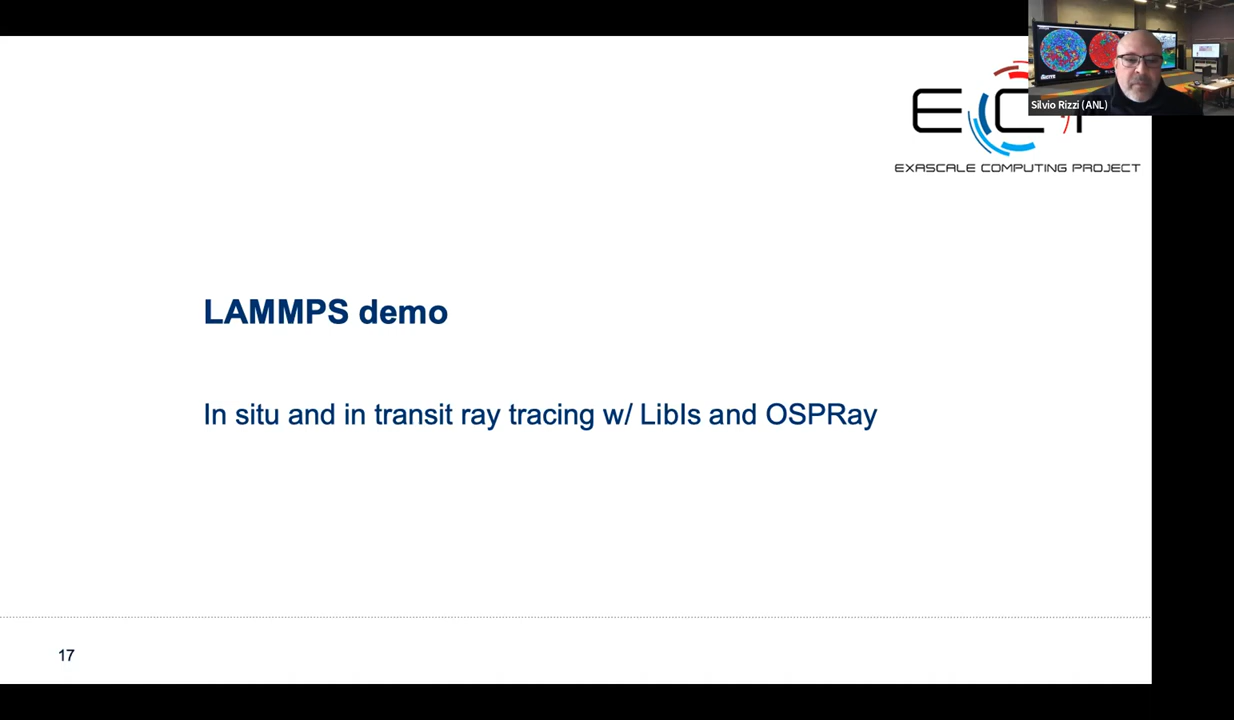 Silvio Rizzi (ANL)
EC
EXASCALE COMPUTING PROJECT
LAMMPS demo
In situ and in transit ray tracing w/ LibIs and OSPRay
17